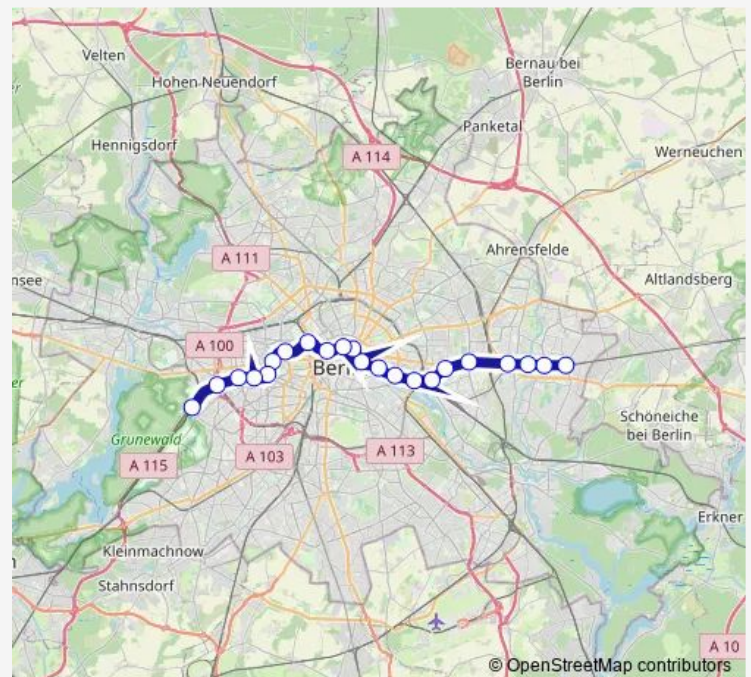 Velten
Bernau bei
Berlin
Hohen Neuendorf
Panketal
Hennigsdorf
A 114
Werneuchen
Ahrensfelde
A 111
nsee
Altlandsberg
A 100
Schöneiche
bei Berlin
Grunewald
A 115
A 103
A 113
Erkner
Kleinmachnow
Stahnsdorf
A 10
© OpenStreetMap contributors